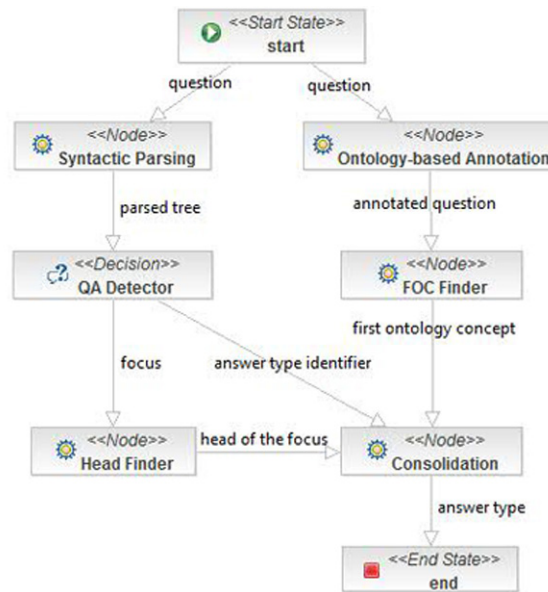 <<Start State>>
start
question
question
<<Node>>
Syntactic Parsing
<<Node>>
Ontology-based Annotation
parsed tree
annotated question
<<Decision>>
QA Detector
<<Node>>
FOC Finder
first ontology concept
focus
answer type identifier
<<Node>>
Head Finder
head of the focus
<<Node>>
Consolidation
answer type
<<End State>>
end